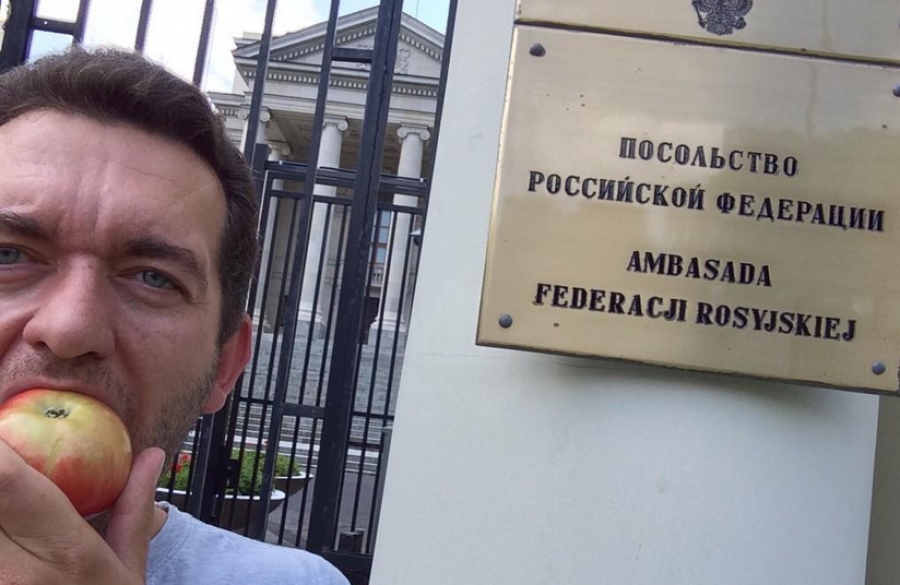 ПОСОЛЬСТВО
РОССИЙСКОЙ ФЕДЕРАЦИИ
AMBASADA
FEDERACJI ROSYJSKIEJ